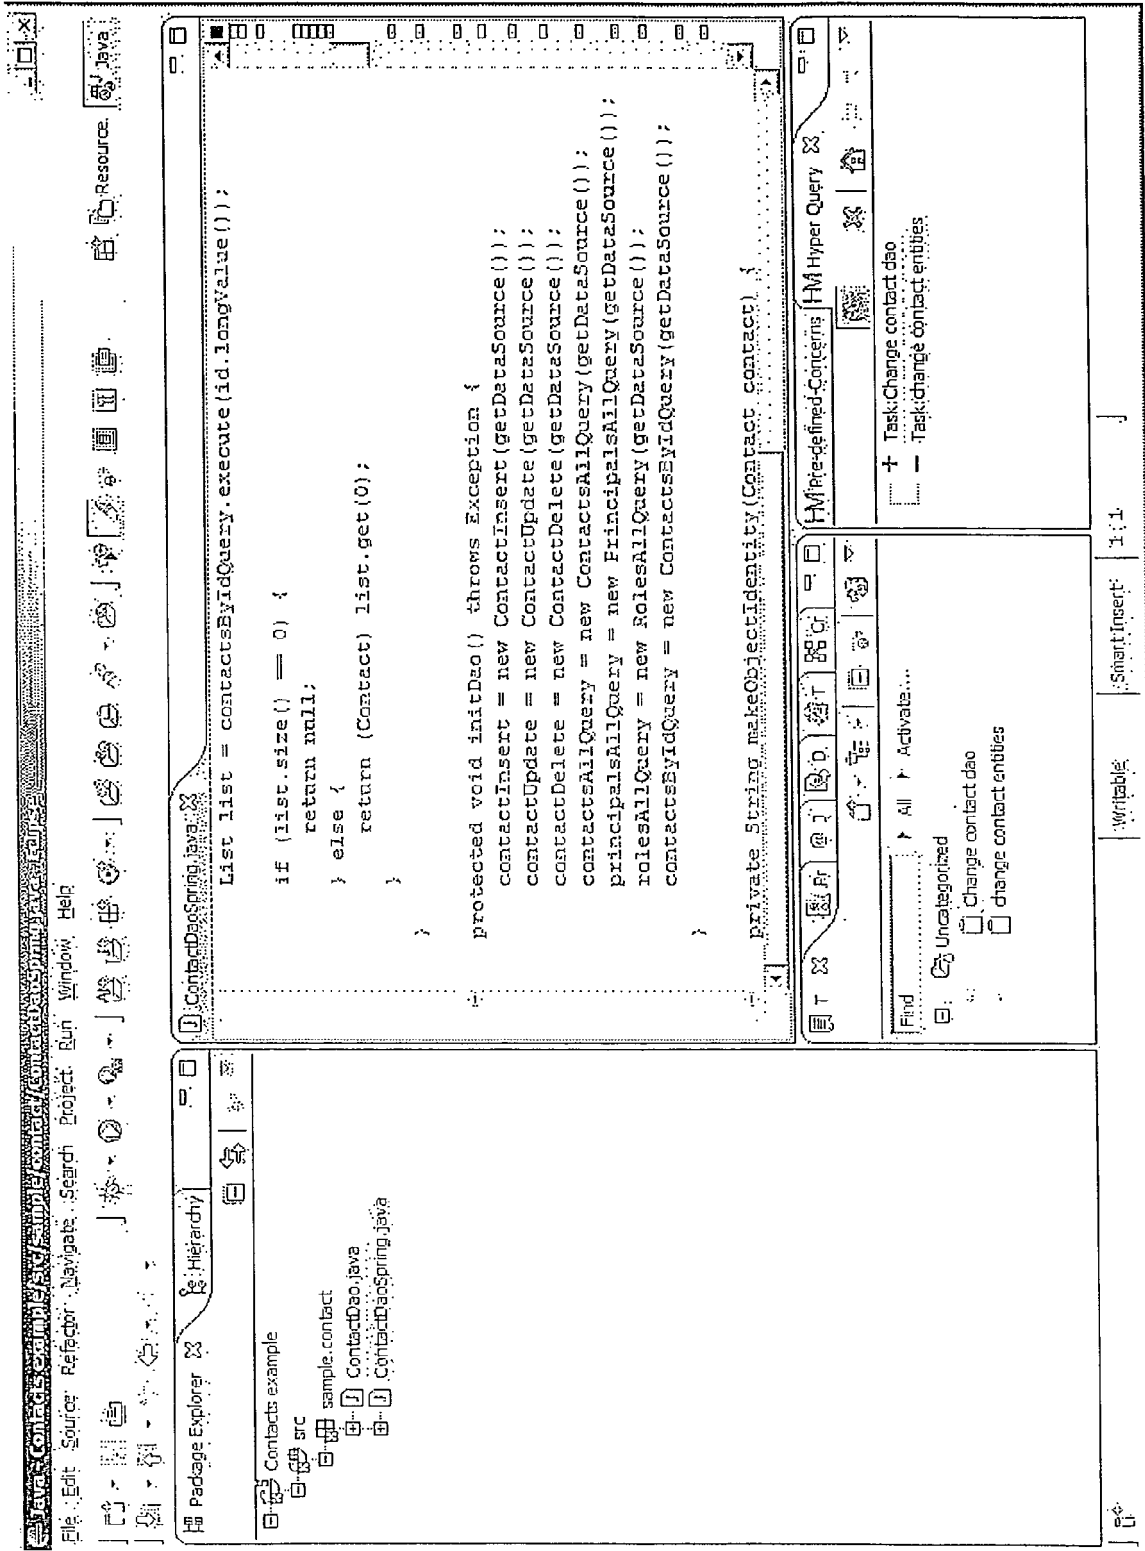 Java - Contacts example/src/sample/contact/ContactDaoSpring.java -
File Edit Source Refactor Navigate Search Project Run Window Help
Resource Java
Package Explorer
Hierarchy
Contacts example
src
sample.contact
ContactDao.java
ContactDaoSpring.java
ContactDaoSpring.java
List list = contactsByIdQuery.execute(id.longValue());
if (list.size() == 0) {
return null;
} else {
return (Contact) list.get(0);
}
}
protected void initDao() throws Exception {
contactInsert = new ContactInsert(getDataSource());
contactUpdate = new ContactUpdate(getDataSource());
contactDelete = new ContactDelete(getDataSource());
contactsAllQuery = new ContactsAllQuery(getDataSource());
principalsAllQuery = new PrincipalsAllQuery(getDataSource());
rolesAllQuery = new RolesAllQuery(getDataSource());
contactsByIdQuery = new ContactsByIdQuery(getDataSource());
}
private String makeObjectIdentity(Contact contact) {
T Pr @ J D T Cr
Find All Activate...
Uncategorized
Change contact dao
change contact entities
HM Pre-defined-Concerns HM Hyper Query
+ Task:Change contact dao
- Task:change contact entities
Writable Smart Insert 1:1